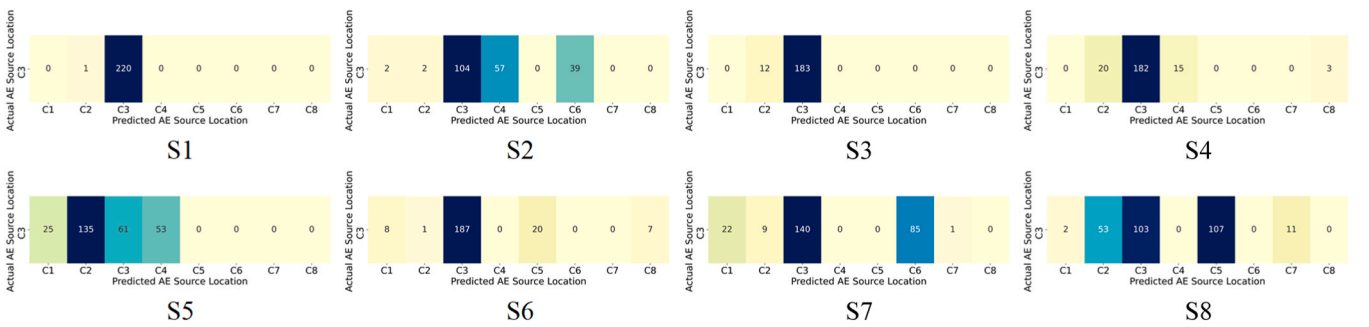 Actual AE Source Location
C3
0 1 220 0 0 0 0 0
C1 C2 C3 C4 C5 C6 C7 C8
Predicted AE Source Location
S1
Actual AE Source Location
C3
2 2 104 57 0 39 0 0
C1 C2 C3 C4 C5 C6 C7 C8
Predicted AE Source Location
S2
Actual AE Source Location
C3
0 12 183 0 0 0 0 0
C1 C2 C3 C4 C5 C6 C7 C8
Predicted AE Source Location
S3
Actual AE Source Location
C3
0 20 182 15 0 0 0 3
C1 C2 C3 C4 C5 C6 C7 C8
Predicted AE Source Location
S4
Actual AE Source Location
C3
25 135 61 53 0 0 0 0
C1 C2 C3 C4 C5 C6 C7 C8
Predicted AE Source Location
S5
Actual AE Source Location
C3
8 1 187 0 20 0 0 7
C1 C2 C3 C4 C5 C6 C7 C8
Predicted AE Source Location
S6
Actual AE Source Location
C3
22 9 140 0 0 85 1 0
C1 C2 C3 C4 C5 C6 C7 C8
Predicted AE Source Location
S7
Actual AE Source Location
C3
2 53 103 0 107 0 11 0
C1 C2 C3 C4 C5 C6 C7 C8
Predicted AE Source Location
S8